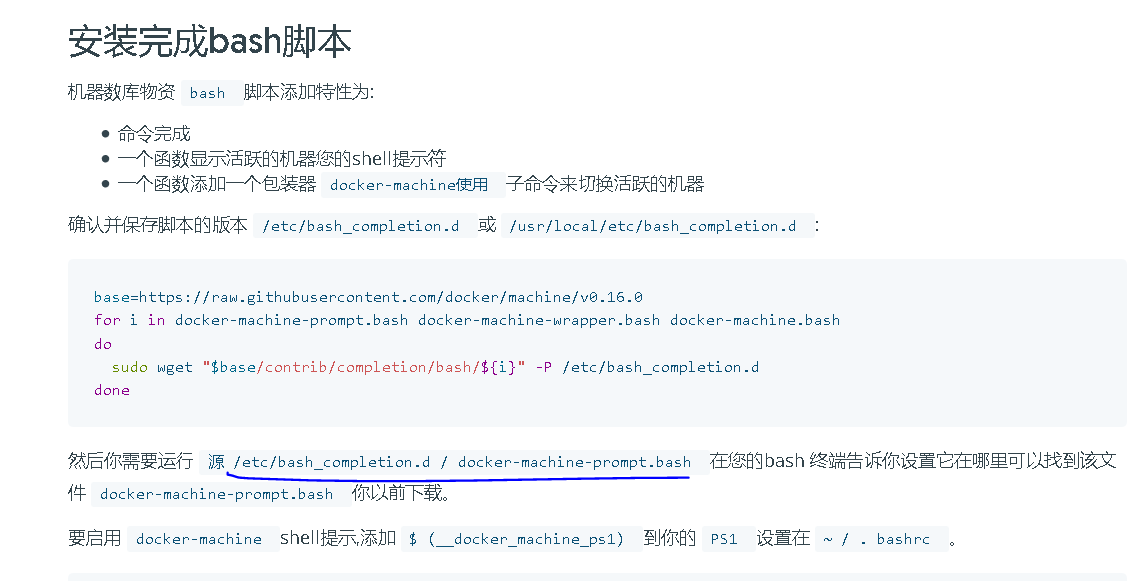 安装完成bash脚本
机器数库物资 bash 脚本添加特性为:
命令完成
一个函数显示活跃的机器您的shell提示符
一个函数添加一个包装器 docker-machine使用 子命令来切换活跃的机器
确认并保存脚本的版本 /etc/bash_completion.d 或 /usr/local/etc/bash_completion.d :
base=https://raw.githubusercontent.com/docker/machine/v0.16.0
for i in docker-machine-prompt.bash docker-machine-wrapper.bash docker-machine.bash
do
sudo wget "$base/contrib/completion/bash/${i}" -P /etc/bash_completion.d
done
然后你需要运行 源 /etc/bash_completion.d / docker-machine-prompt.bash 在您的bash 终端告诉你设置它在哪里可以找到该文
件 docker-machine-prompt.bash 你以前下载。
要启用 docker-machine shell提示,添加 $ (__docker_machine_ps1) 到你的 PS1 设置在 ~ / . bashrc 。